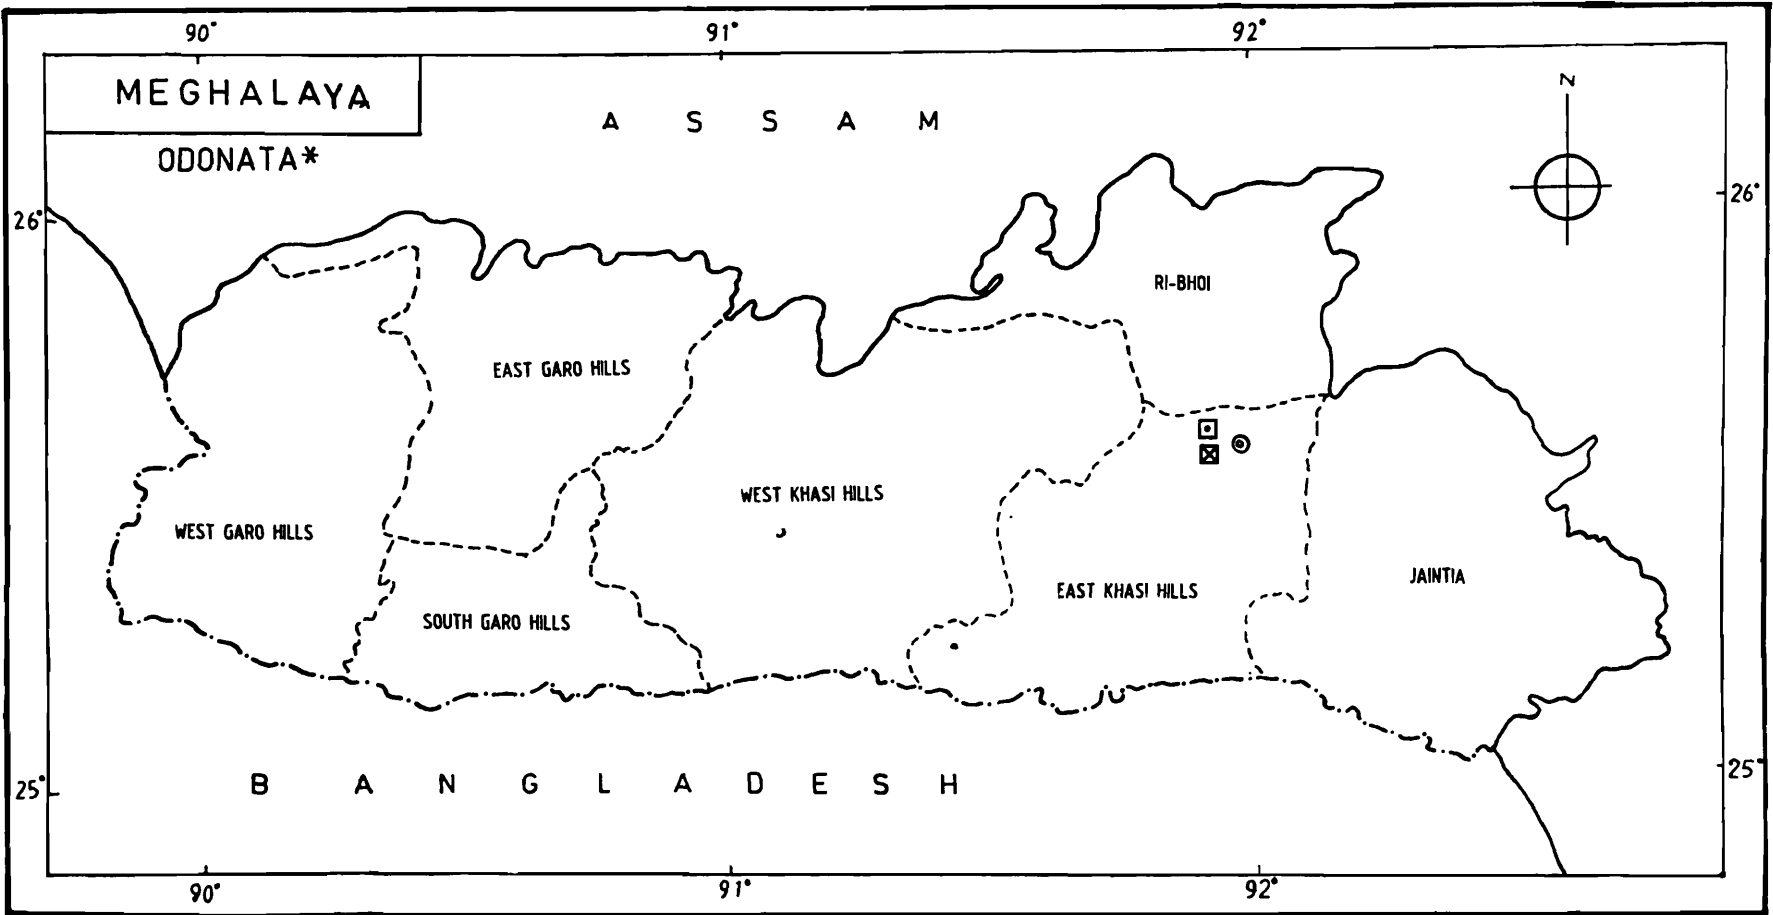 90° 91° 92°
MEGHALAYA
N
A S S A M
ODONATA*
26° 26°
RI-BHOI
EAST GARO HILLS
WEST KHASI HILLS
WEST GARO HILLS
JAINTIA
EAST KHASI HILLS
SOUTH GARO HILLS
25° 25°
B A N G L A D E S H
90° 91° 92°